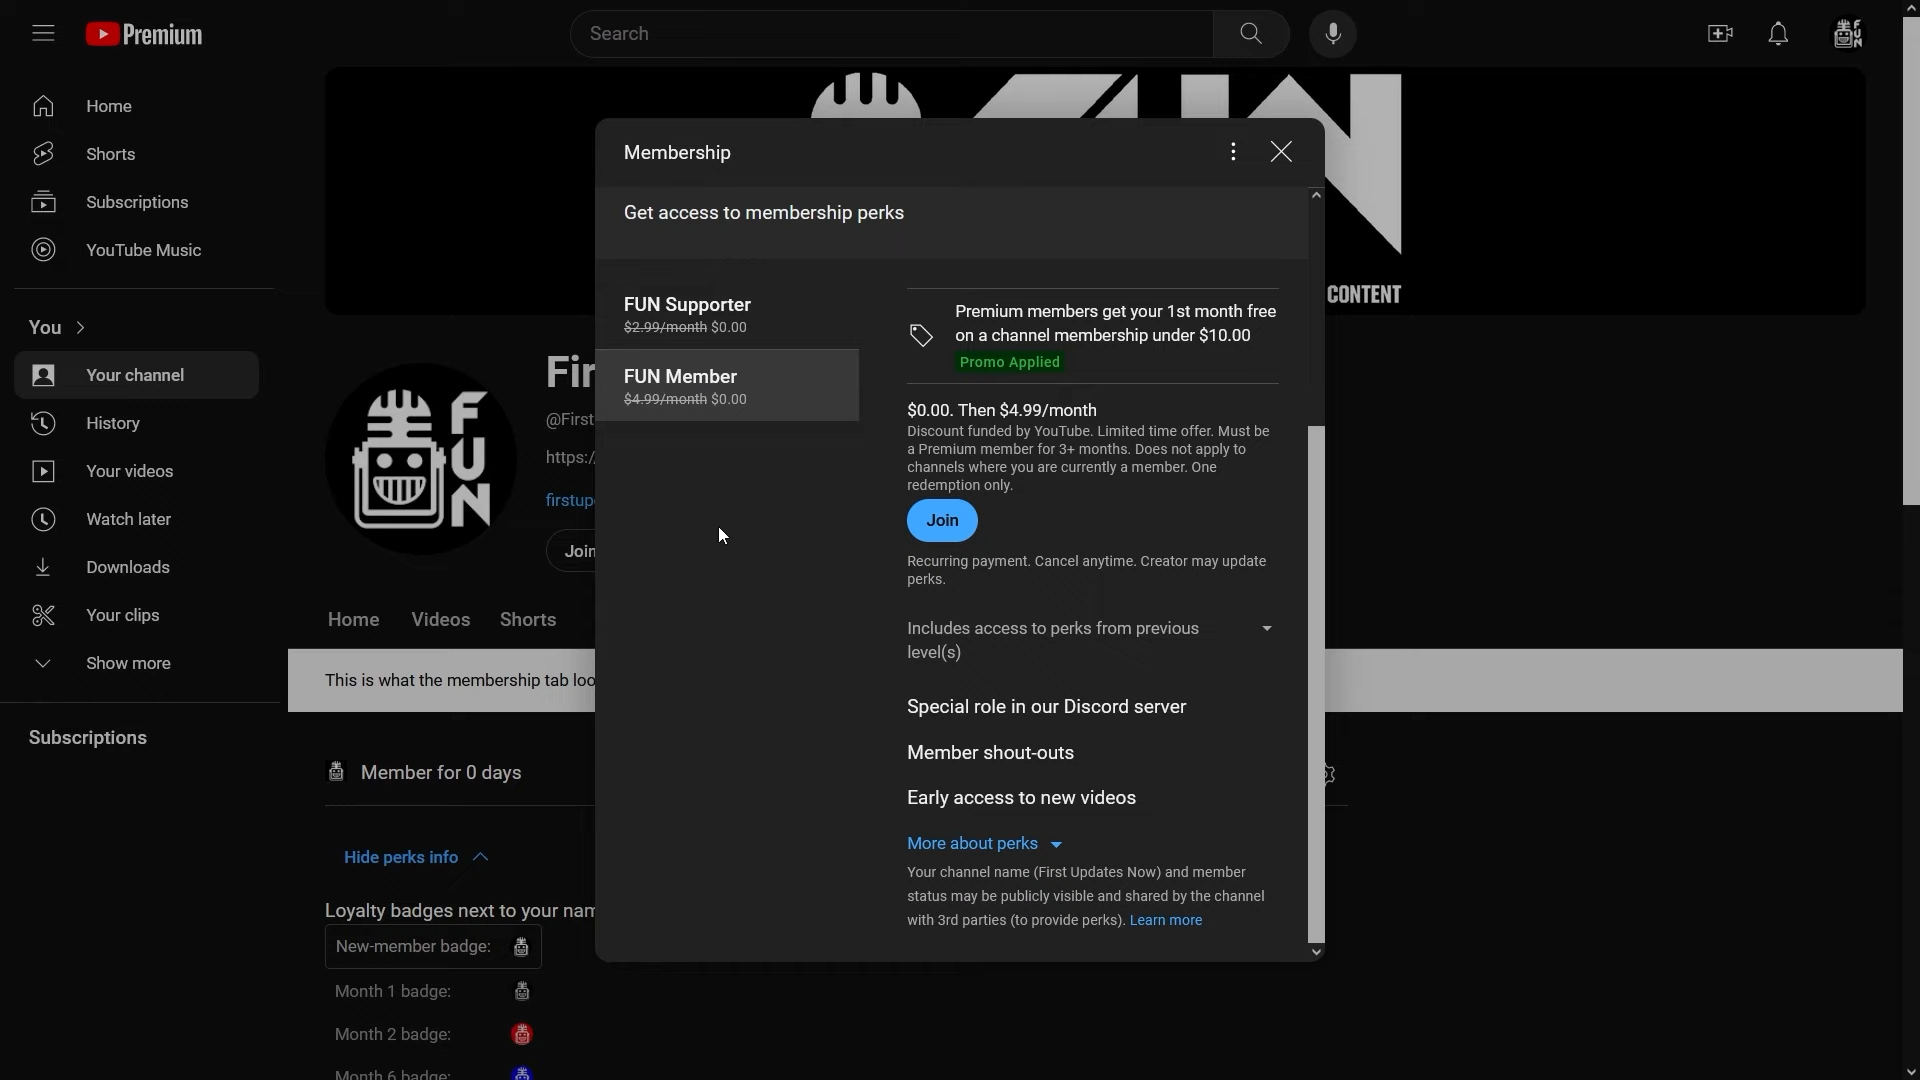 Premium
Search
FUN
Home
Shorts
Subscriptions
YouTube Music
You
Your channel
History
Your videos
Watch later
Downloads
Your clips
Show more
Subscriptions
CONTENT
FUN
Fir
@First
https:/
firstup
Join
Home Videos Shorts
This is what the membership tab loo
Member for 0 days
Hide perks info
Loyalty badges next to your nam
New-member badge:
Month 1 badge:
Month 2 badge:
Month 6 badge:
Membership
Get access to membership perks
FUN Supporter
$2.99/month $0.00
FUN Member
$4.99/month $0.00
Premium members get your 1st month free
on a channel membership under $10.00
Promo Applied
$0.00. Then $4.99/month
Discount funded by YouTube. Limited time offer. Must be
a Premium member for 3+ months. Does not apply to
channels where you are currently a member. One
redemption only.
Join
Recurring payment. Cancel anytime. Creator may update
perks.
Includes access to perks from previous
level(s)
Special role in our Discord server
Member shout-outs
Early access to new videos
More about perks
Your channel name (First Updates Now) and member
status may be publicly visible and shared by the channel
with 3rd parties (to provide perks). Learn more